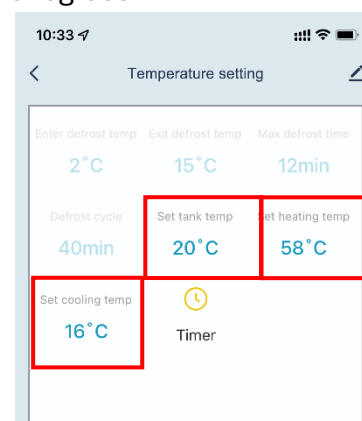 10:33
Temperature setting
Enter defrost temp Exit defrost temp Max defrost time
2°C 15°C 12min
Defrost cycle Set tank temp Set heating temp
40min 20°C 58°C
Set cooling temp
16°C Timer